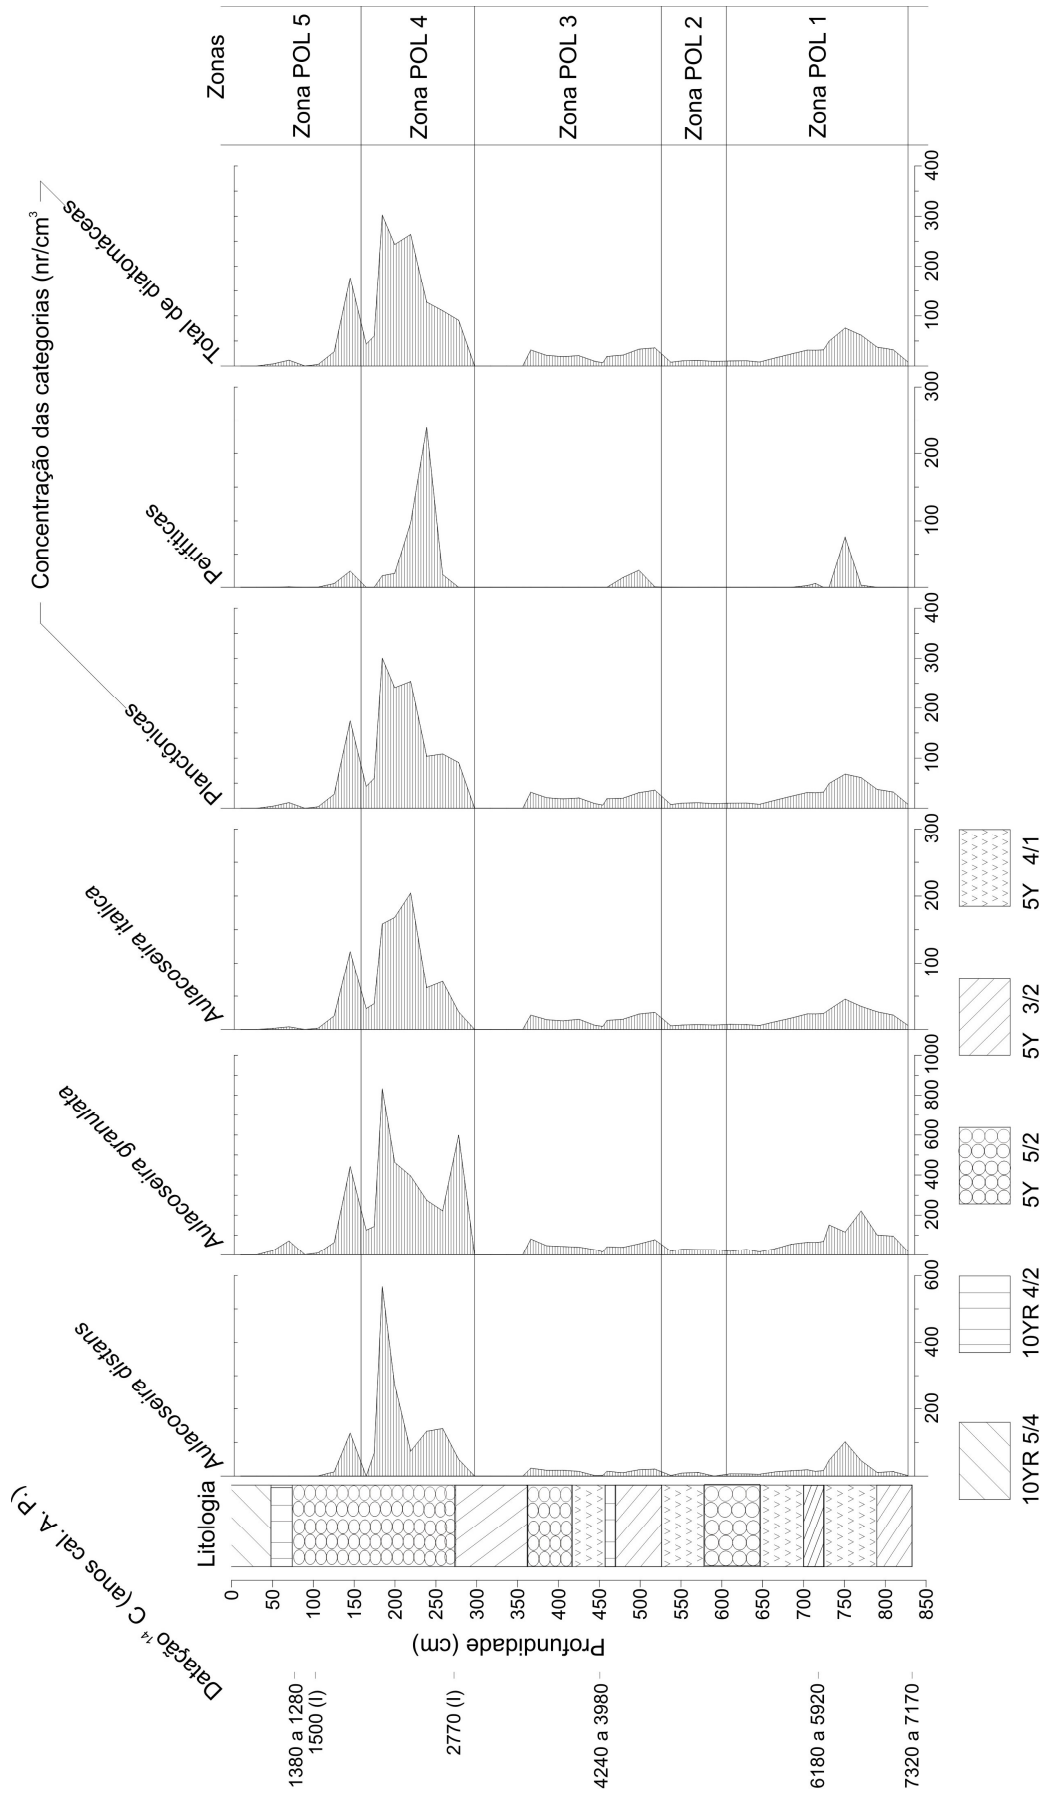 Datação ¹⁴ C (anos cal. A. P.)
1380 a 1280
1500 (I)
2770 (I)
4240 a 3980
6180 a 5920
7320 a 7170
Profundidade (cm)
0
50
100
150
200
250
300
350
400
450
500
550
600
650
700
750
800
850
Litologia
Aulacoseira distans
200
400
600
Aulacoseira granulata
200
400
600
800
1000
Aulacoseira italica
100
200
300
Concentração das categorias (nr/cm³
Planctônicas
100
200
300
400
Perifíticas
100
200
300
Total de diatomáceas
100
200
300
400
Zonas
Zona POL 5
Zona POL 4
Zona POL 3
Zona POL 2
Zona POL 1
10YR 5/4
10YR 4/2
5Y 5/2
5Y 3/2
5Y 4/1